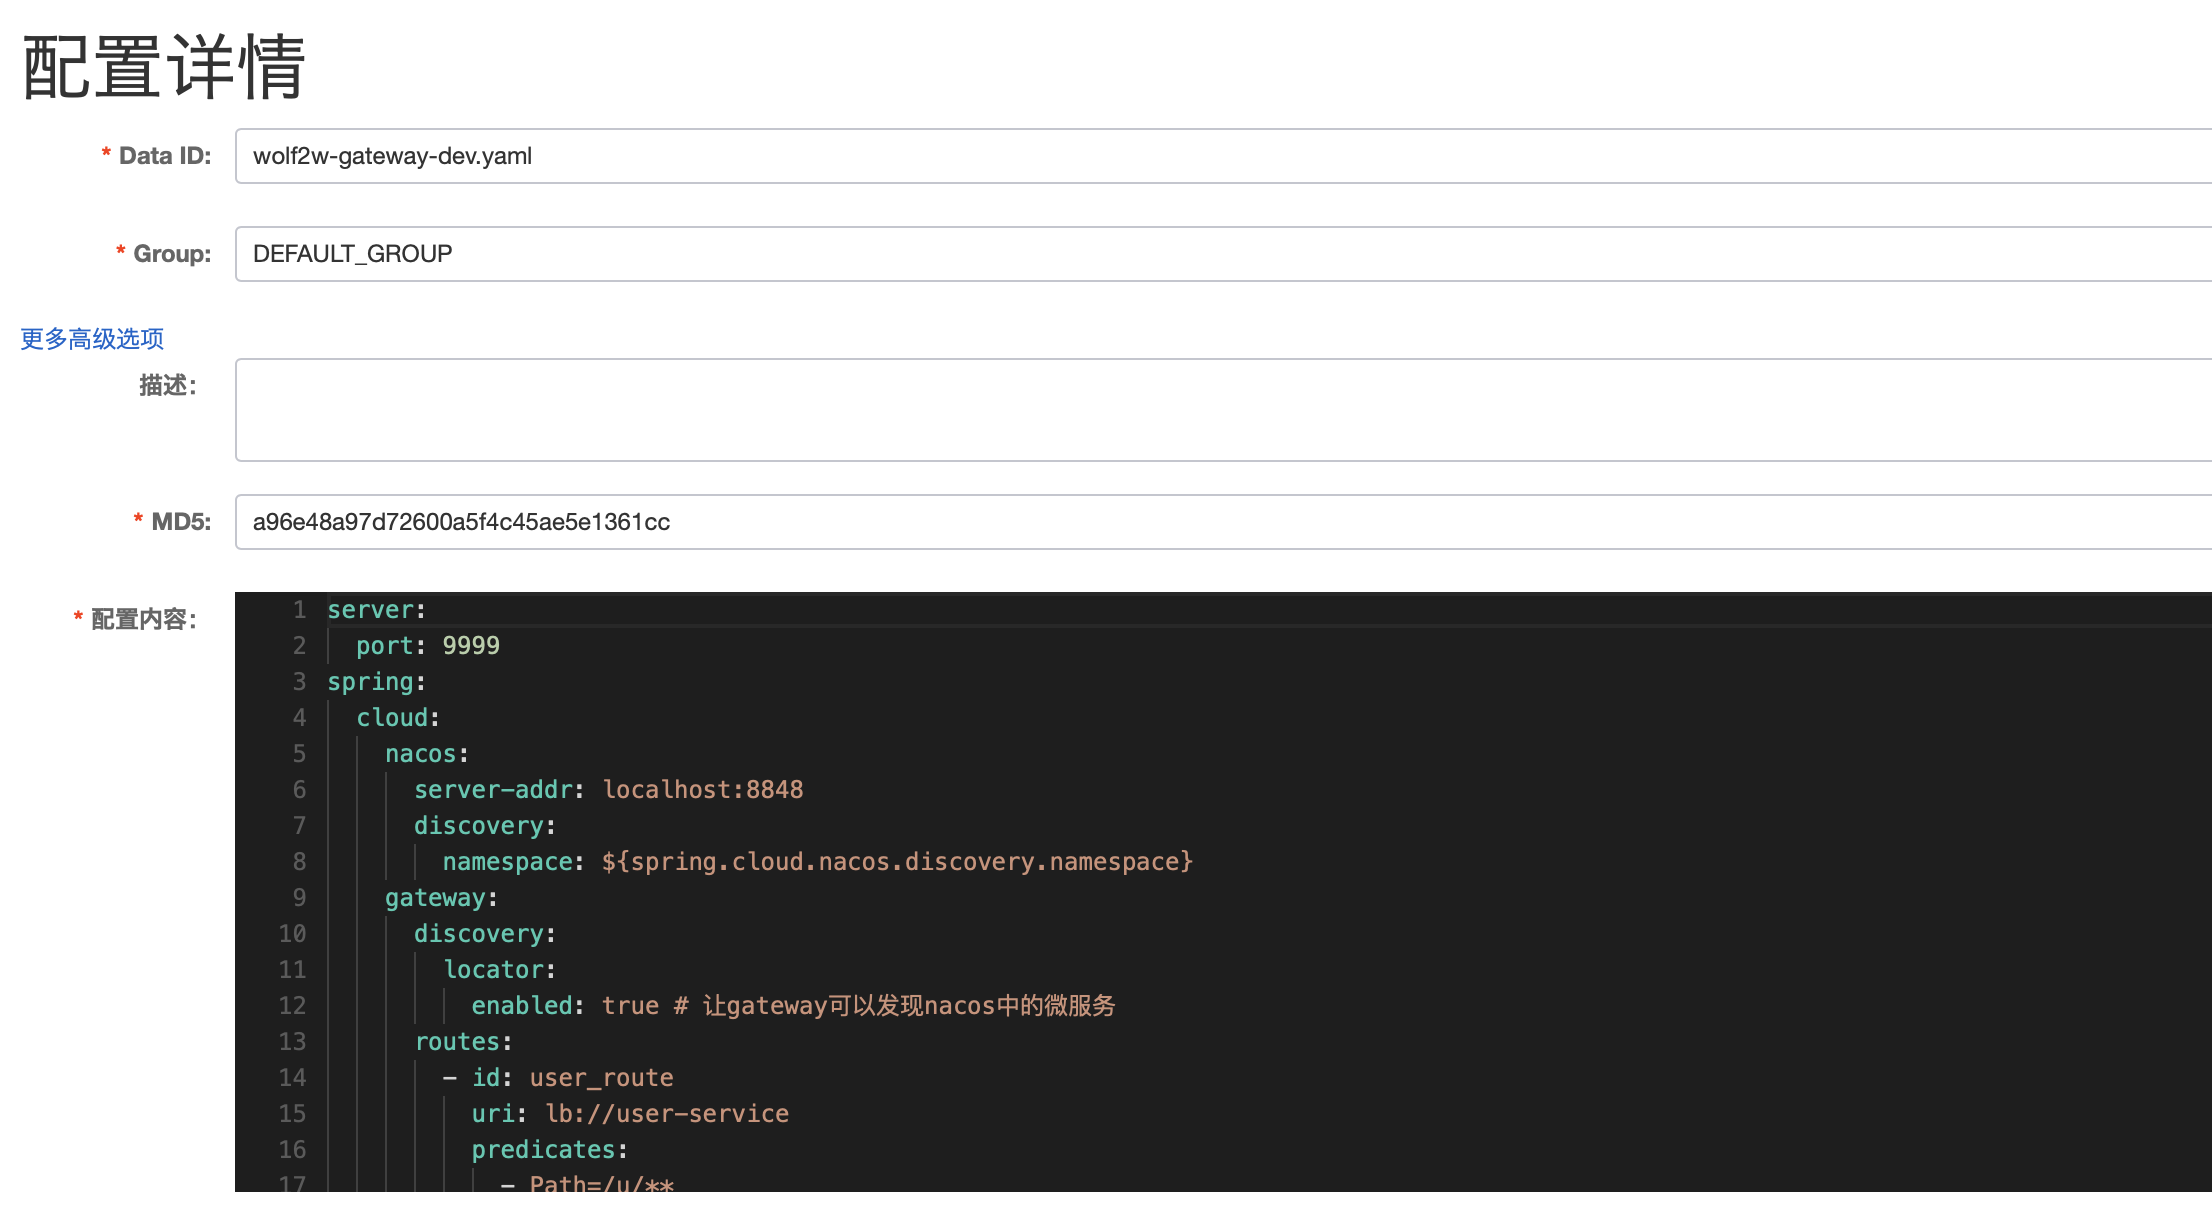 配置详情
* Data ID: wolf2w-gateway-dev.yaml
* Group: DEFAULT_GROUP
更多高级选项
描述:
* MD5: a96e48a97d72600a5f4c45ae5e1361cc
* 配置内容:
1 server:
2   port: 9999
3 spring:
4   cloud:
5     nacos:
6       server-addr: localhost:8848
7       discovery:
8         namespace: ${spring.cloud.nacos.discovery.namespace}
9     gateway:
10       discovery:
11         locator:
12           enabled: true # 让gateway可以发现nacos中的微服务
13       routes:
14         - id: user_route
15           uri: lb://user-service
16           predicates:
17             - Path=/u/**